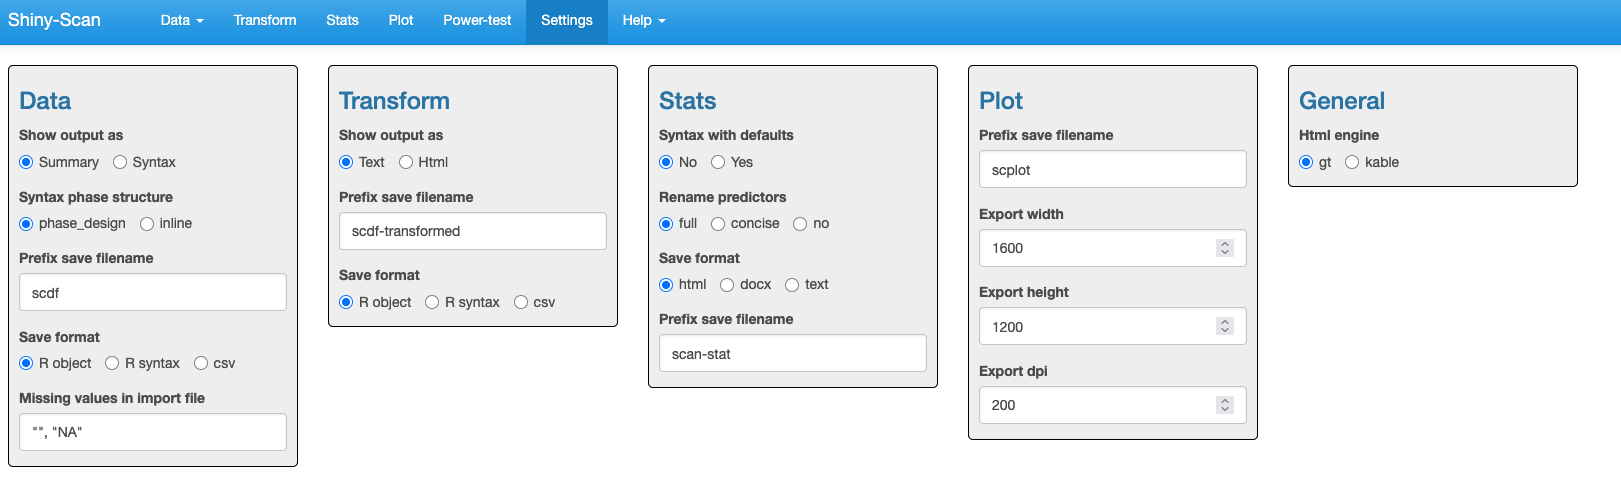 Shiny-Scan Data Transform Stats Plot Power-test Settings Help
Data
Show output as
Summary Syntax
Syntax phase structure
phase_design inline
Prefix save filename
scdf
Save format
R object R syntax csv
Missing values in import file
"", "NA"
Transform
Show output as
Text Html
Prefix save filename
scdf-transformed
Save format
R object R syntax csv
Stats
Syntax with defaults
No Yes
Rename predictors
full concise no
Save format
html docx text
Prefix save filename
scan-stat
Plot
Prefix save filename
scplot
Export width
1600
Export height
1200
Export dpi
200
General
Html engine
gt kable